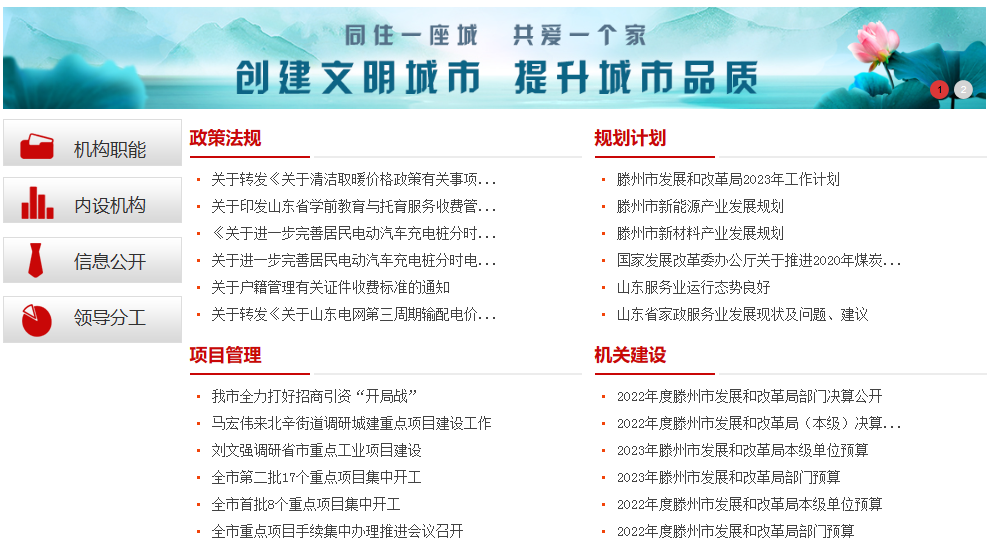 同住一座城 共爱一个家
创建文明城市 提升城市品质
1 2
机构职能
内设机构
信息公开
领导分工
政策法规
关于转发《关于清洁取暖价格政策有关事项...
关于印发山东省学前教育与托育服务收费管...
《关于进一步完善居民电动汽车充电桩分时...
关于进一步完善居民电动汽车充电桩分时电...
关于户籍管理有关证件收费标准的通知
关于转发《关于山东电网第三周期输配电价...
规划计划
滕州市发展和改革局2023年工作计划
滕州市新能源产业发展规划
滕州市新材料产业发展规划
国家发展改革委办公厅关于推进2020年煤炭...
山东服务业运行态势良好
山东省家政服务业发展现状及问题、建议
项目管理
我市全力打好招商引资“开局战”
马宏伟来北辛街道调研城建重点项目建设工作
刘文强调研省市重点工业项目建设
全市第二批17个重点项目集中开工
全市首批8个重点项目集中开工
全市重点项目手续集中办理推进会议召开
机关建设
2022年度滕州市发展和改革局部门决算公开
2022年度滕州市发展和改革局（本级）决算...
2023年滕州市发展和改革局本级单位预算
2023年滕州市发展和改革局部门预算
2022年度滕州市发展和改革局本级单位预算
2022年度滕州市发展和改革局部门预算